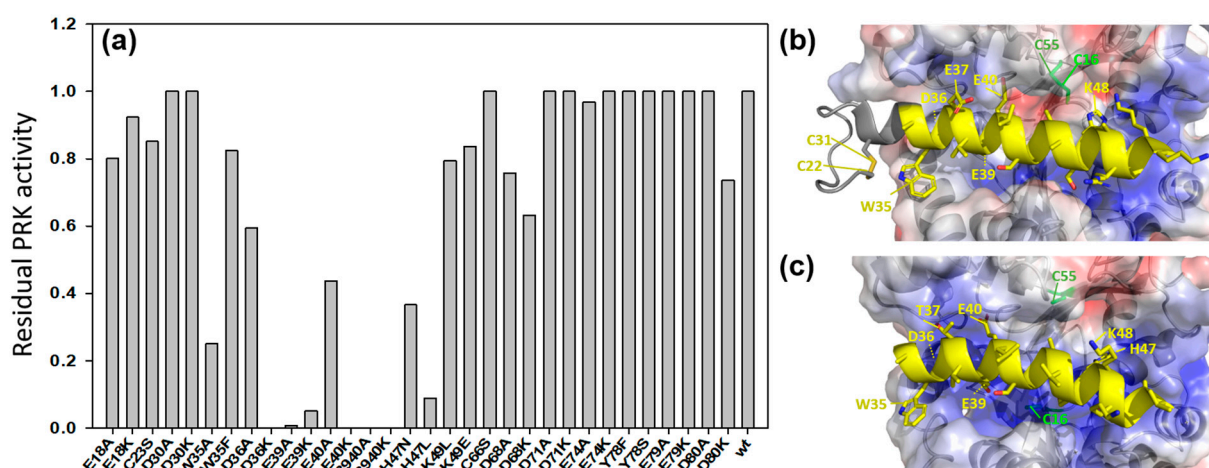 (a)
Residual PRK activity
1.2
1.0
0.8
0.6
0.4
0.2
0.0
E18A
E18K
C23S
D30A
D30K
W35A
W35F
D36A
D36K
E39A
E39K
E40A
E40K
H47N
H47L
K49L
K49E
C66S
D68A
D68K
D71A
D71K
E74A
E74K
Y78F
Y78S
E79A
E79K
D80A
D80K
wt
(b)
C55
C16
E37
E40
D36
K48
C31
C22
E39
W35
(c)
C55
T37
E40
D36
K48
H47
W35
E39
C16